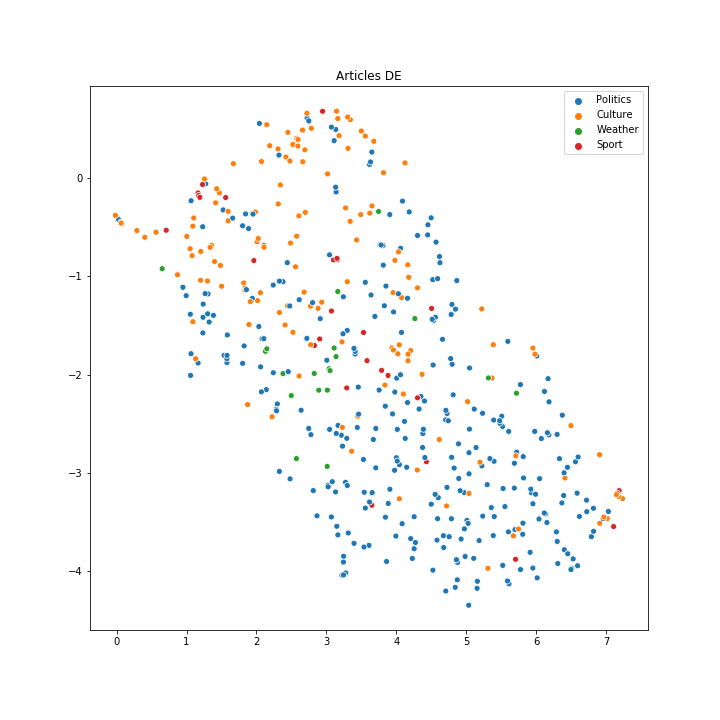 Articles DE
Politics
Culture
Weather
Sport
0
−1
−2
−3
−4
0 1 2 3 4 5 6 7